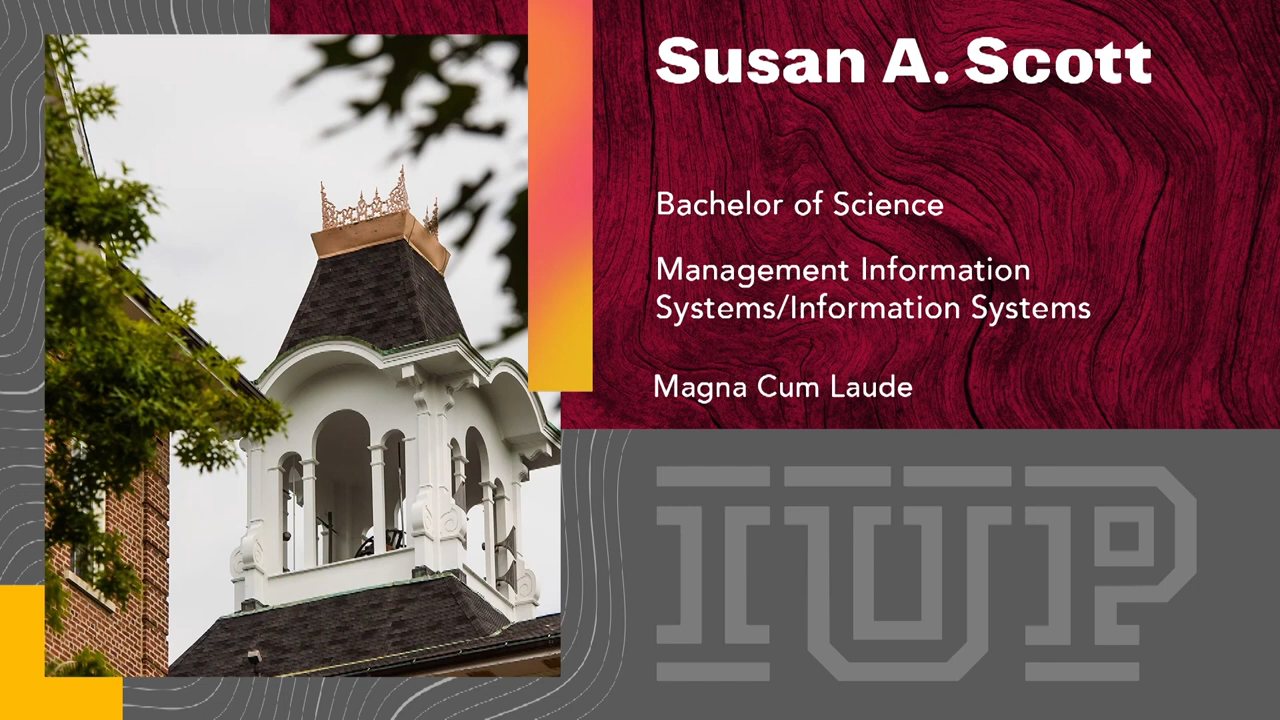 Susan A. Scott
Bachelor of Science
Management Information
Systems/Information Systems
Magna Cum Laude
IUP